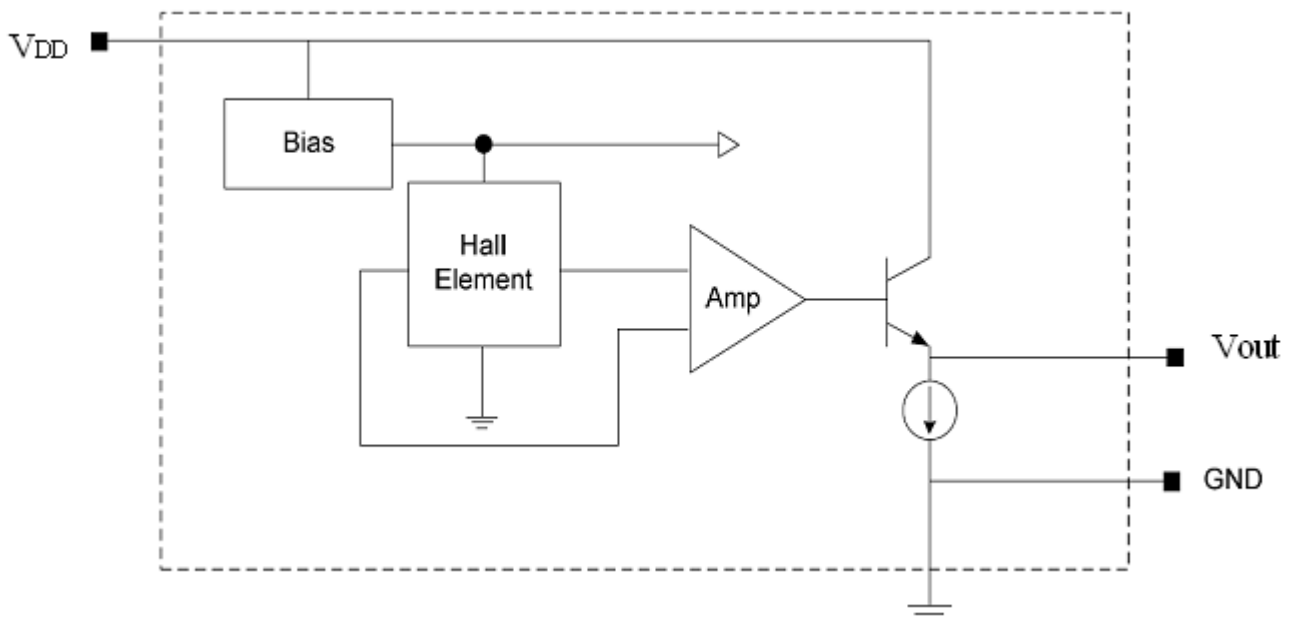 VDD
Bias
Hall
Element
Amp
Vout
GND